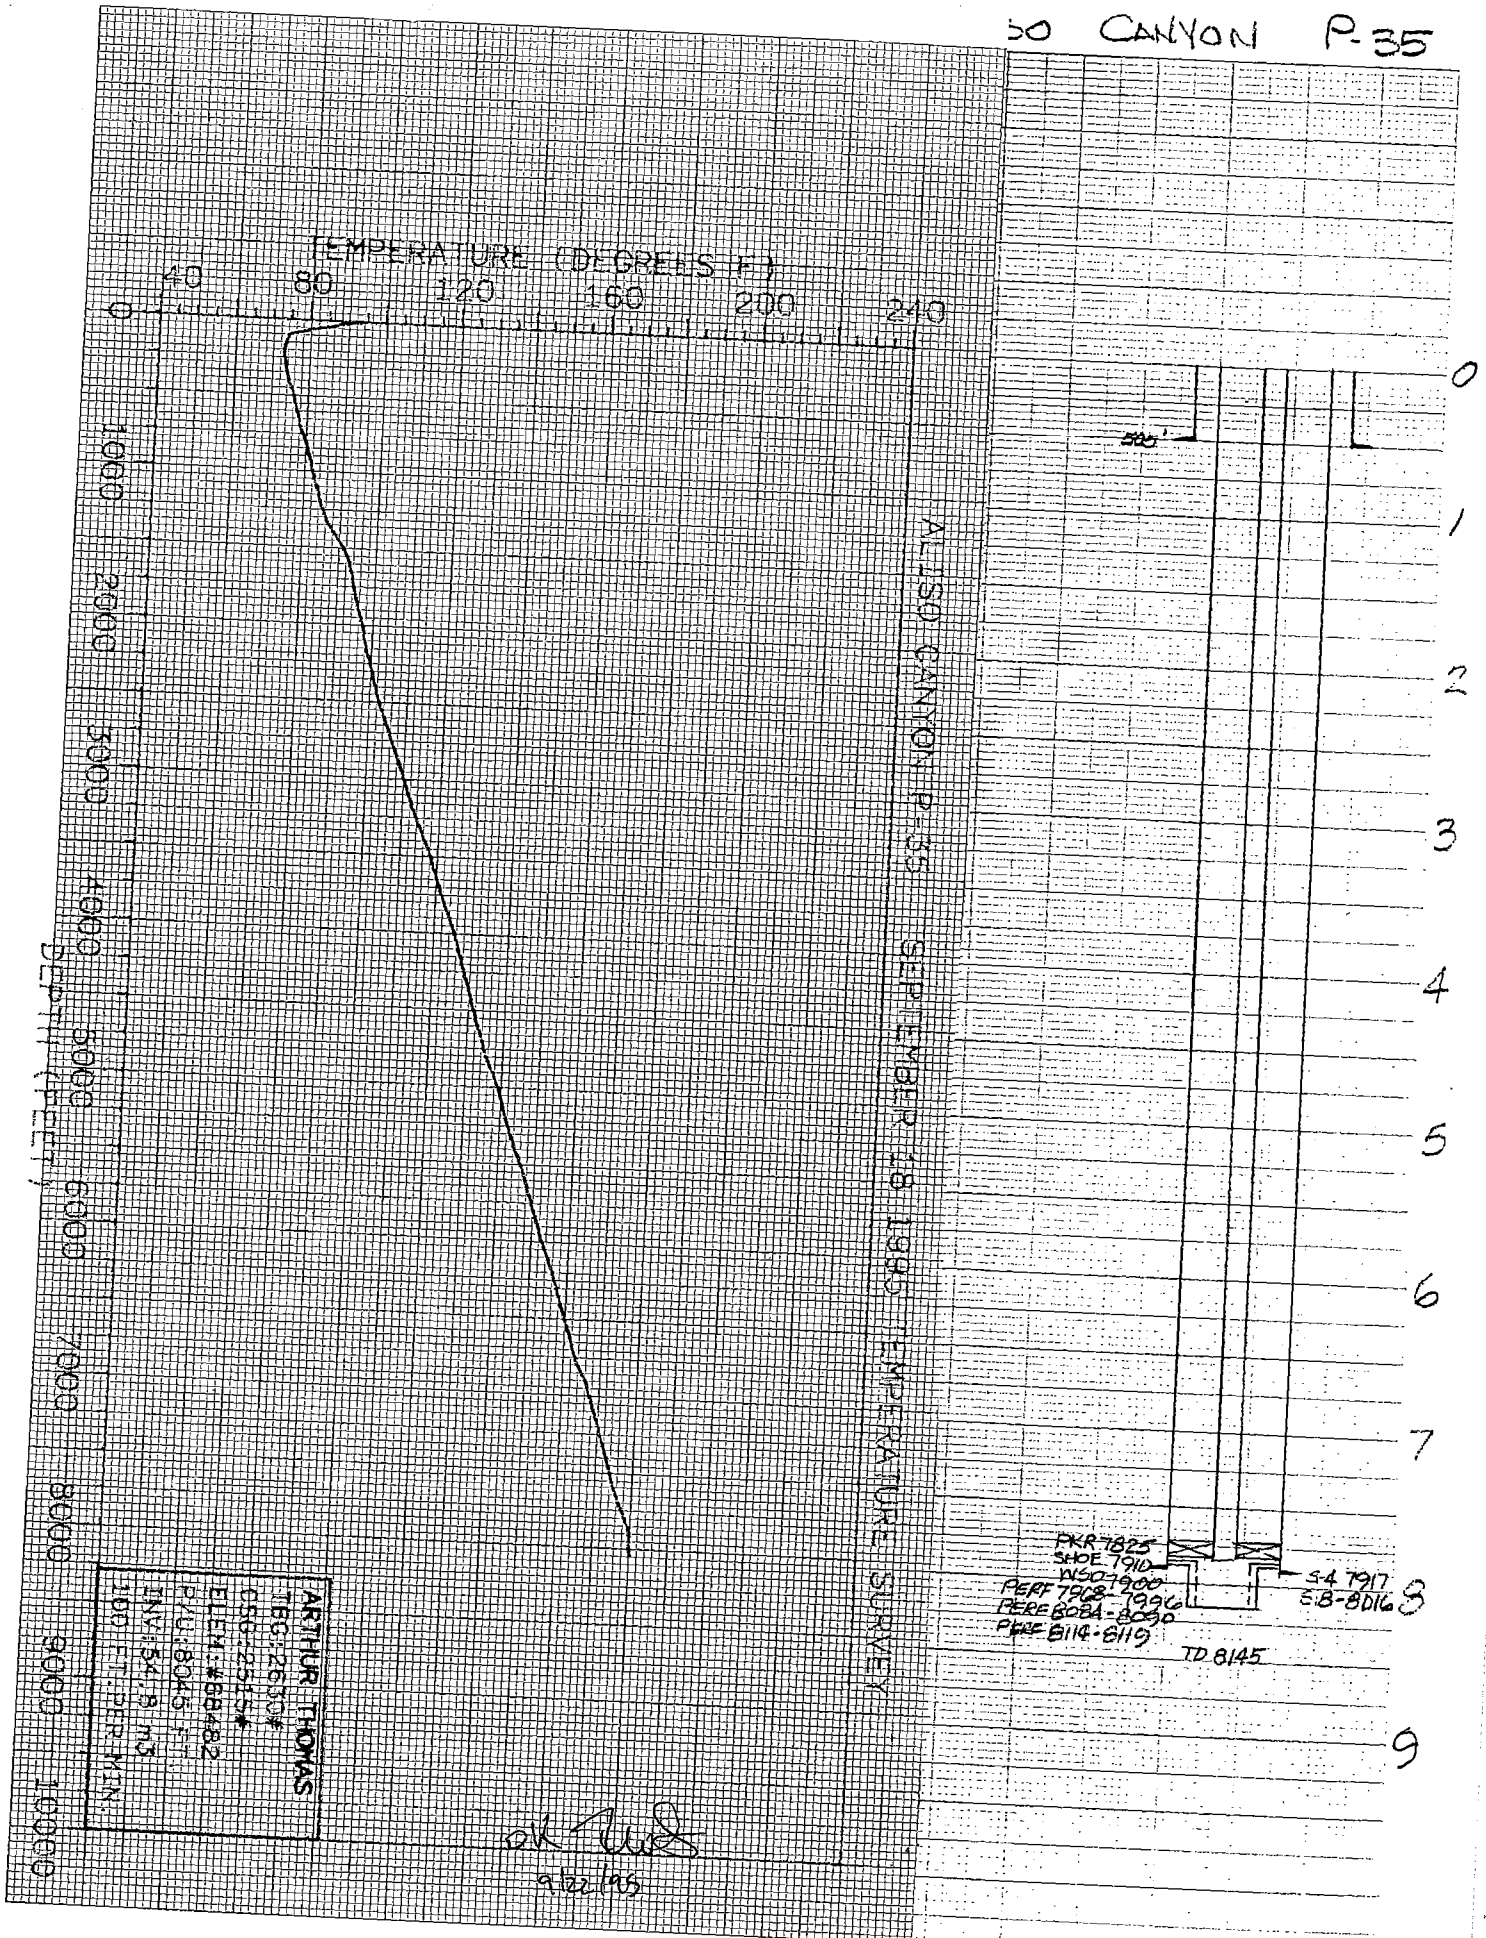 SO CANYON P-35
TEMPERATURE (DEGREES F)
40 80 120 160 200 240
0
1000
2000
3000
4000
5000
6000
7000
8000
9000
10000
DEPTH (FEET)
ALISO CANYON P-35 SEPTEMBER 18 1995 TEMPERATURE SURVEY
ARTHUR THOMAS
TBG:2630#
CSG:2515#
ELEM:#68482
P/U:8045 FT.
INV:54.8 m3
100 FT.PER MIN.
OK
9/22/95
0
505'
1
2
3
4
5
6
7
8
9
PKR 7825
SHOE 7910
WSO 7900
PERF 7968-7996
PERF 8084-8090
PERF 8114-8119
S-4 7917
S-8-8016
TD 8145